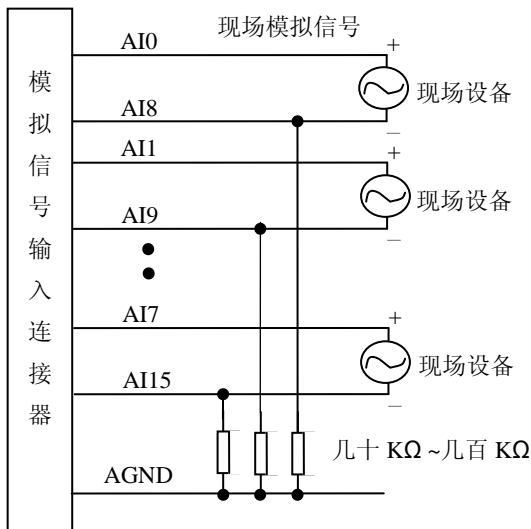 现场模拟信号
模拟信号输入连接器
AI0
+
现场设备
AI8
−
AI1
+
现场设备
AI9
−
AI7
+
现场设备
AI15
−
几十 KΩ ~几百 KΩ
AGND